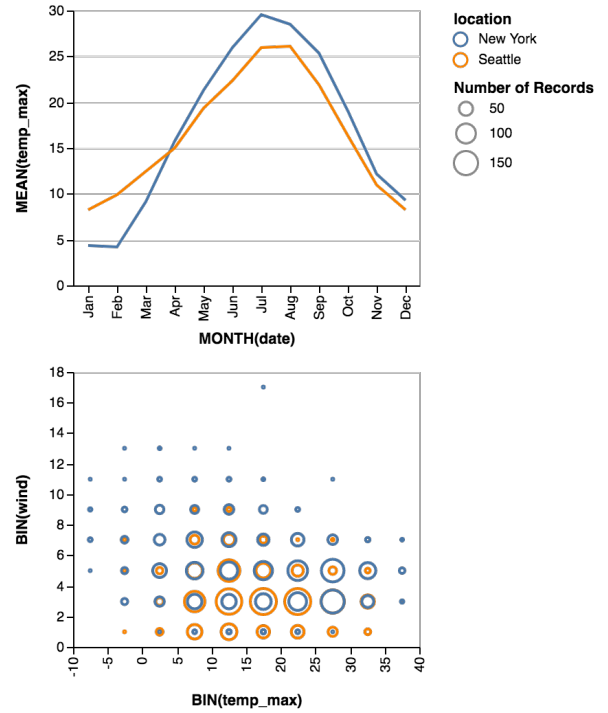 30
25
20
15
10
5
0
MEAN(temp_max)
Jan Feb Mar Apr May Jun Jul Aug Sep Oct Nov Dec
MONTH(date)
location
New York
Seattle
Number of Records
50
100
150
18
16
14
12
10
8
6
4
2
0
BIN(wind)
-10 -5 0 5 10 15 20 25 30 35 40
BIN(temp_max)